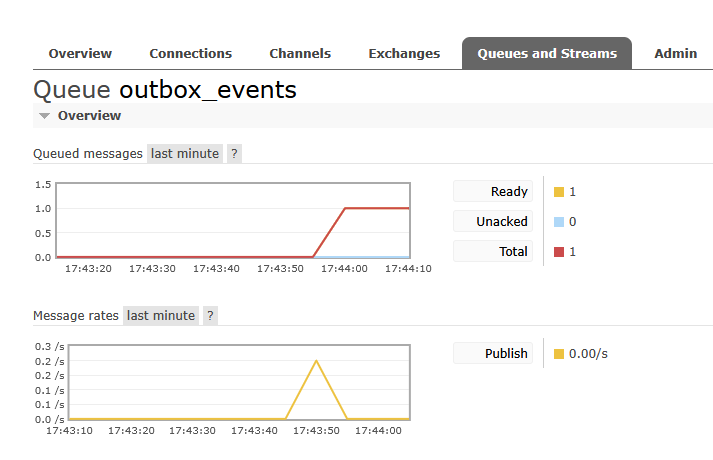 Overview Connections Channels Exchanges Queues and Streams Admin
Queue outbox_events
Overview
Queued messages last minute ?
1.5
1.0
0.5
0.0
17:43:20 17:43:30 17:43:40 17:43:50 17:44:00 17:44:10
Ready 1
Unacked 0
Total 1
Message rates last minute ?
0.3 /s
0.2 /s
0.2 /s
0.1 /s
0.1 /s
0.0 /s
17:43:10 17:43:20 17:43:30 17:43:40 17:43:50 17:44:00
Publish 0.00/s